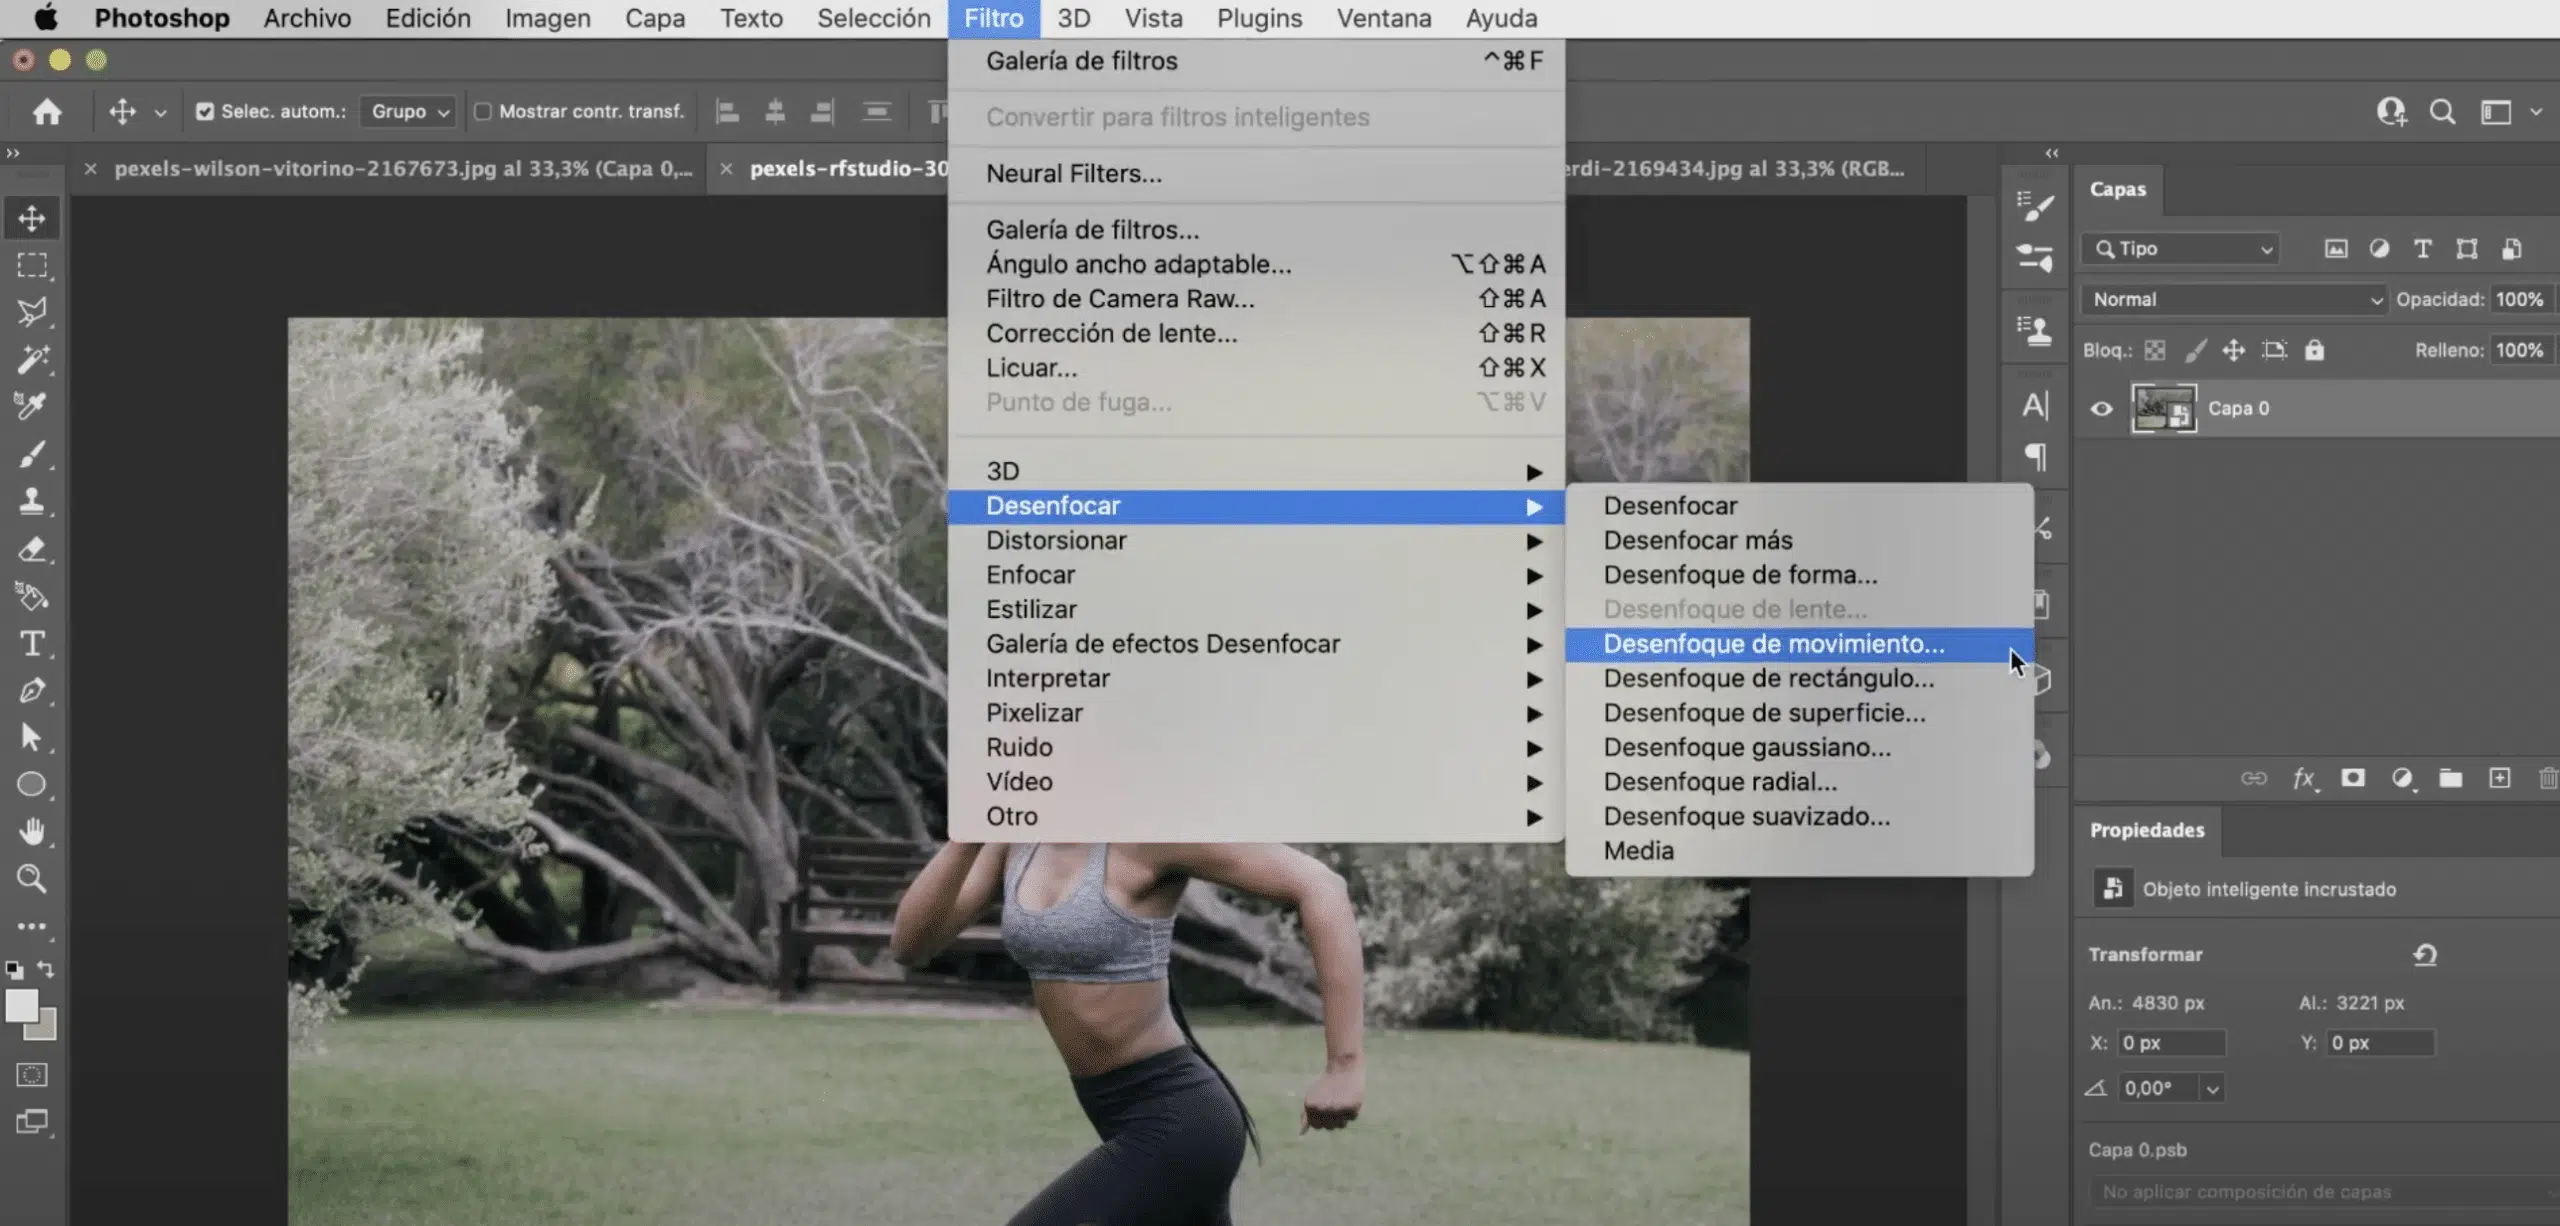 Photoshop Archivo Edición Imagen Capa Texto Selección Filtro 3D Vista Plugins Ventana Ayuda
Selec. autom.: Grupo Mostrar contr. transf.
pexels-wilson-vitorino-2167673.jpg al 33,3% (Capa 0,... pexels-rfstudio-30 erdi-2169434.jpg al 33,3% (RGB...
Galería de filtros ^⌘F
Convertir para filtros inteligentes
Neural Filters...
Galería de filtros...
Ángulo ancho adaptable... ⌥⇧⌘A
Filtro de Camera Raw... ⇧⌘A
Corrección de lente... ⇧⌘R
Licuar... ⇧⌘X
Punto de fuga... ⌥⌘V
3D
Desenfocar
Distorsionar
Enfocar
Estilizar
Galería de efectos Desenfocar
Interpretar
Pixelizar
Ruido
Vídeo
Otro
Desenfocar
Desenfocar más
Desenfoque de forma...
Desenfoque de lente...
Desenfoque de movimiento...
Desenfoque de rectángulo...
Desenfoque de superficie...
Desenfoque gaussiano...
Desenfoque radial...
Desenfoque suavizado...
Media
Capas
Tipo
Normal Opacidad: 100%
Bloq.: Relleno: 100%
Capa 0
fx
Propiedades
Objeto inteligente incrustado
Transformar
An.: 4830 px Al.: 3221 px
X: 0 px Y: 0 px
0,00°
Capa 0.psb
No aplicar composición de capas